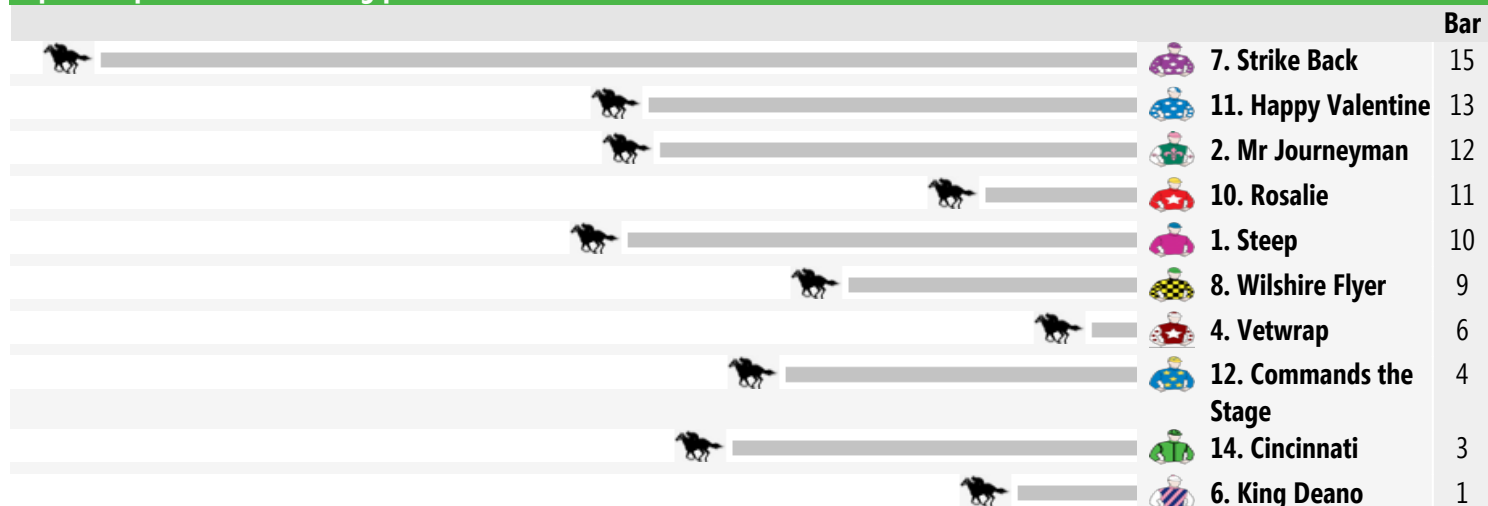 Bar
7. Strike Back 15
11. Happy Valentine 13
2. Mr Journeyman 12
10. Rosalie 11
1. Steep 10
8. Wilshire Flyer 9
4. Vetwrap 6
12. Commands the 4
Stage
14. Cincinnati 3
6. King Deano 1